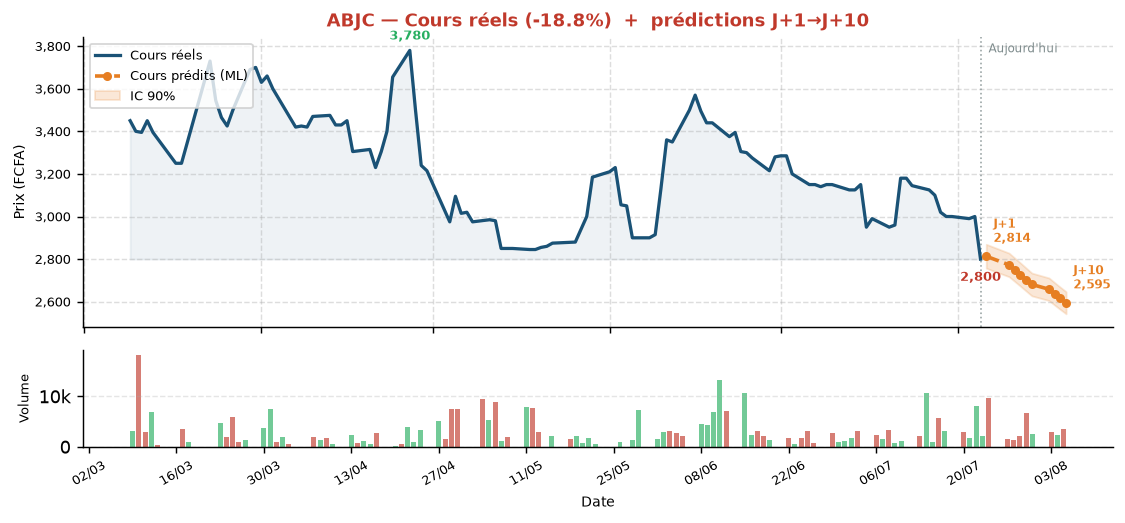 ABJC — Cours réels (-18.8%) + prédictions J+1→J+10
3,780
Aujourd'hui
Cours réels
Cours prédits (ML)
IC 90%
Prix (FCFA)
3,800
3,600
3,400
3,200
3,000
2,800
2,600
J+1
2,814
2,800
J+10
2,595
Volume
10k
0
02/03 16/03 30/03 13/04 27/04 11/05 25/05 08/06 22/06 06/07 20/07 03/08
Date